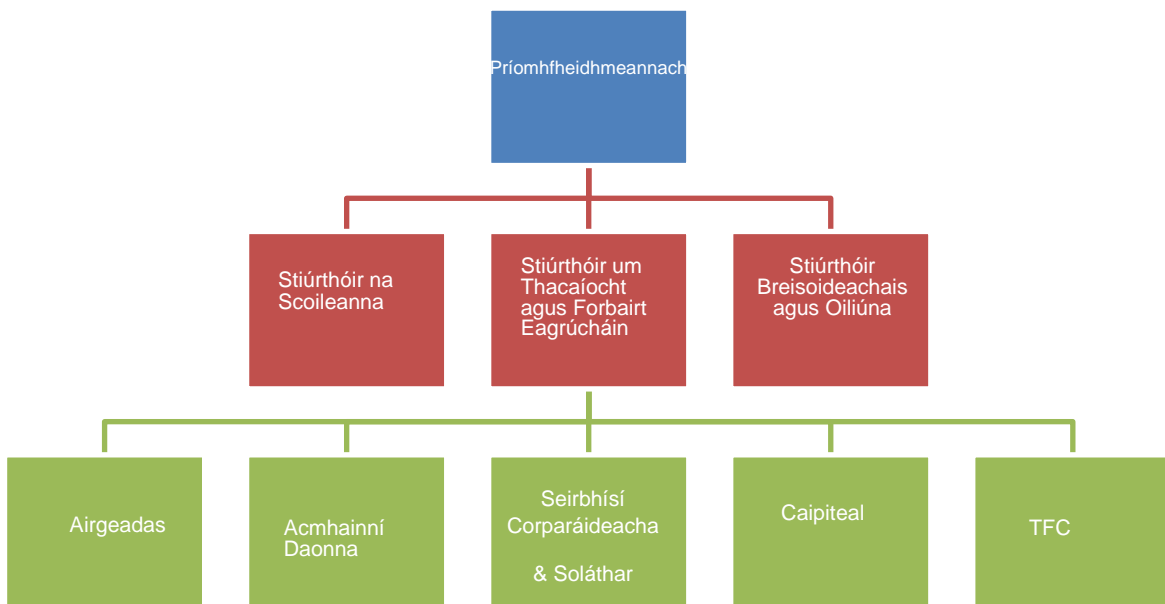 Príomhfheidhmeannach
Stiúrthóir na
Scoileanna
Stiúrthóir um
Thacaíocht
agus Forbairt
Eagrúcháin
Stiúrthóir
Breisoideachais
agus Oiliúna
Airgeadas
Acmhainní
Daonna
Seirbhísí
Corparáideacha
& Soláthar
Caipiteal
TFC